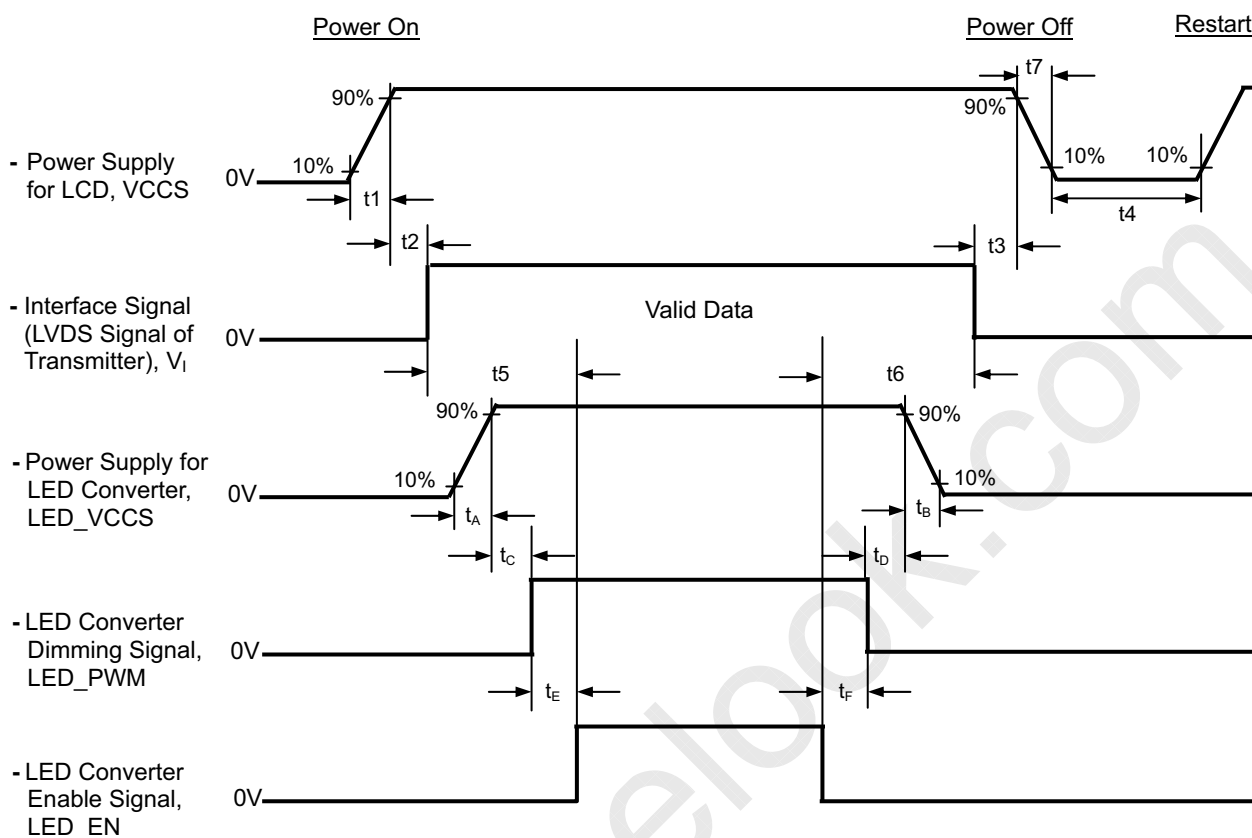 Power On
Power Off
Restart
t7
90%
90%
- Power Supply
for LCD, VCCS
0V
10%
10%
10%
t1
t4
t2
t3
- Interface Signal
(LVDS Signal of
Transmitter), VI
0V
Valid Data
t5
t6
90%
90%
- Power Supply for
LED Converter,
LED_VCCS
0V
10%
10%
tA
tB
tC
tD
- LED Converter
Dimming Signal,
LED_PWM
0V
tE
tF
- LED Converter
Enable Signal,
LED_EN
0V
elook.com